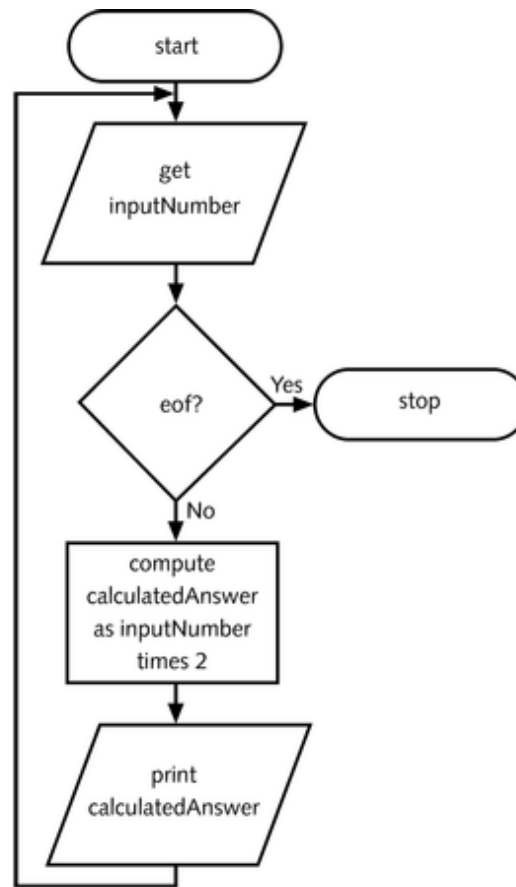 start
get
inputNumber
eof?
Yes
stop
No
compute
calculatedAnswer
as inputNumber
times 2
print
calculatedAnswer